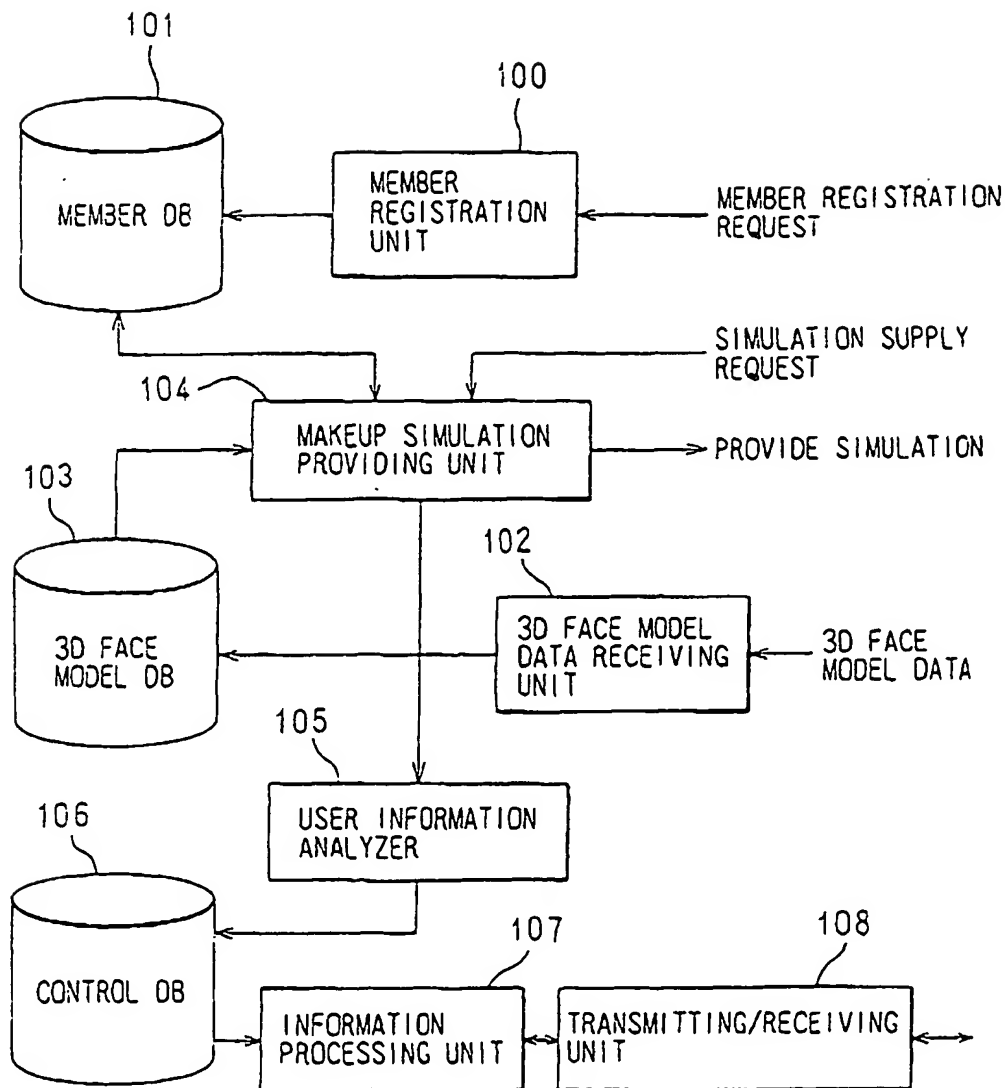 101
100
MEMBER DB
MEMBER
REGISTRATION
UNIT
MEMBER REGISTRATION
REQUEST
SIMULATION SUPPLY
REQUEST
104
MAKEUP SIMULATION
PROVIDING UNIT
PROVIDE SIMULATION
103
102
3D FACE
MODEL DB
3D FACE MODEL
DATA RECEIVING
UNIT
3D FACE
MODEL DATA
105
USER INFORMATION
ANALYZER
106
107
108
CONTROL DB
INFORMATION
PROCESSING UNIT
TRANSMITTING/RECEIVING
UNIT